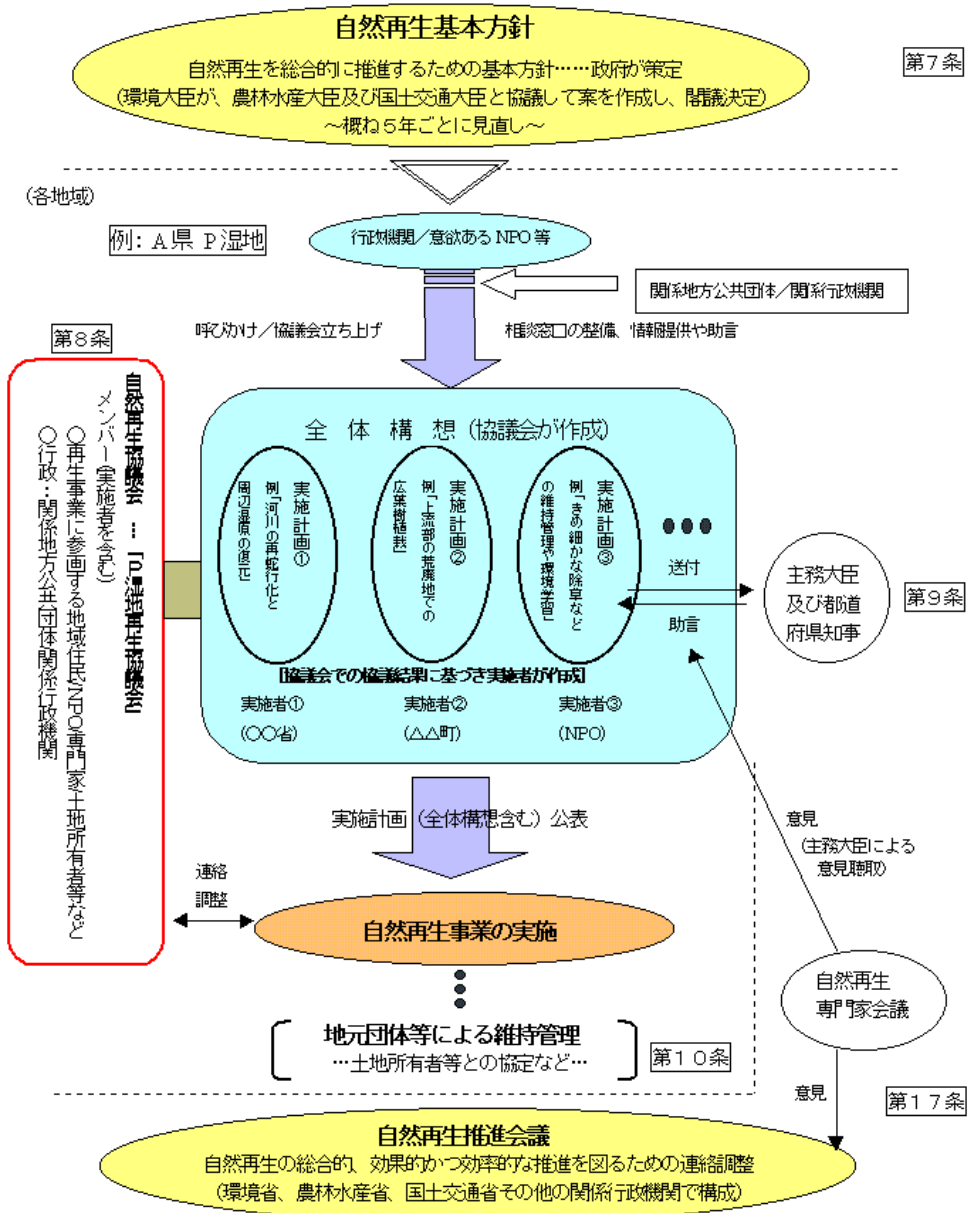 自然再生基本方針
自然再生を総合的に推進するための基本方針……政府が策定
(環境大臣が、農林水産大臣及び国土交通大臣と協議して案を作成し、閣議決定)
～概ね５年ごとに見直し～
第７条
(各地域)
例：Ａ県 Ｐ湿地
行政機関／意欲ある NPO 等
関係地方公共団体／関係行政機関
呼びかけ／協議会立ち上げ
相談窓口の整備、情報提供や助言
第８条
自然再生協議会 … 「P湿地再生協議会」
メンバー（実施者を含む）
○再生事業に参画する地域住民/NPO/専門家/土地所有者等など
○行政：関係地方公共団体関係行政機関
全 体 構 想 (協議会が作成)
実施計画①
例「河川の再蛇行化と
周辺湿原の復元」
実施計画②
例「上流部の荒廃地での
広葉樹植栽」
実施計画③
例「きめ細かな除草など
の維持管理や環境学習」
●●●
送付
助言
主務大臣
及び都道
府県知事
第９条
[協議会での協議結果に基づき実施者が作成]
実施者①
(○○省)
実施者②
(△△町)
実施者③
(NPO)
実施計画（全体構想含む）公表
意見
(主務大臣による
意見聴取)
連絡
調整
自然再生事業の実施
自然再生
専門家会議
地元団体等による維持管理
…土地所有者等との協定など…
第１０条
意見
第１７条
自然再生推進会議
自然再生の総合的、効果的かつ効率的な推進を図るための連絡調整
(環境省、農林水産省、国土交通省その他の関係行政機関で構成)